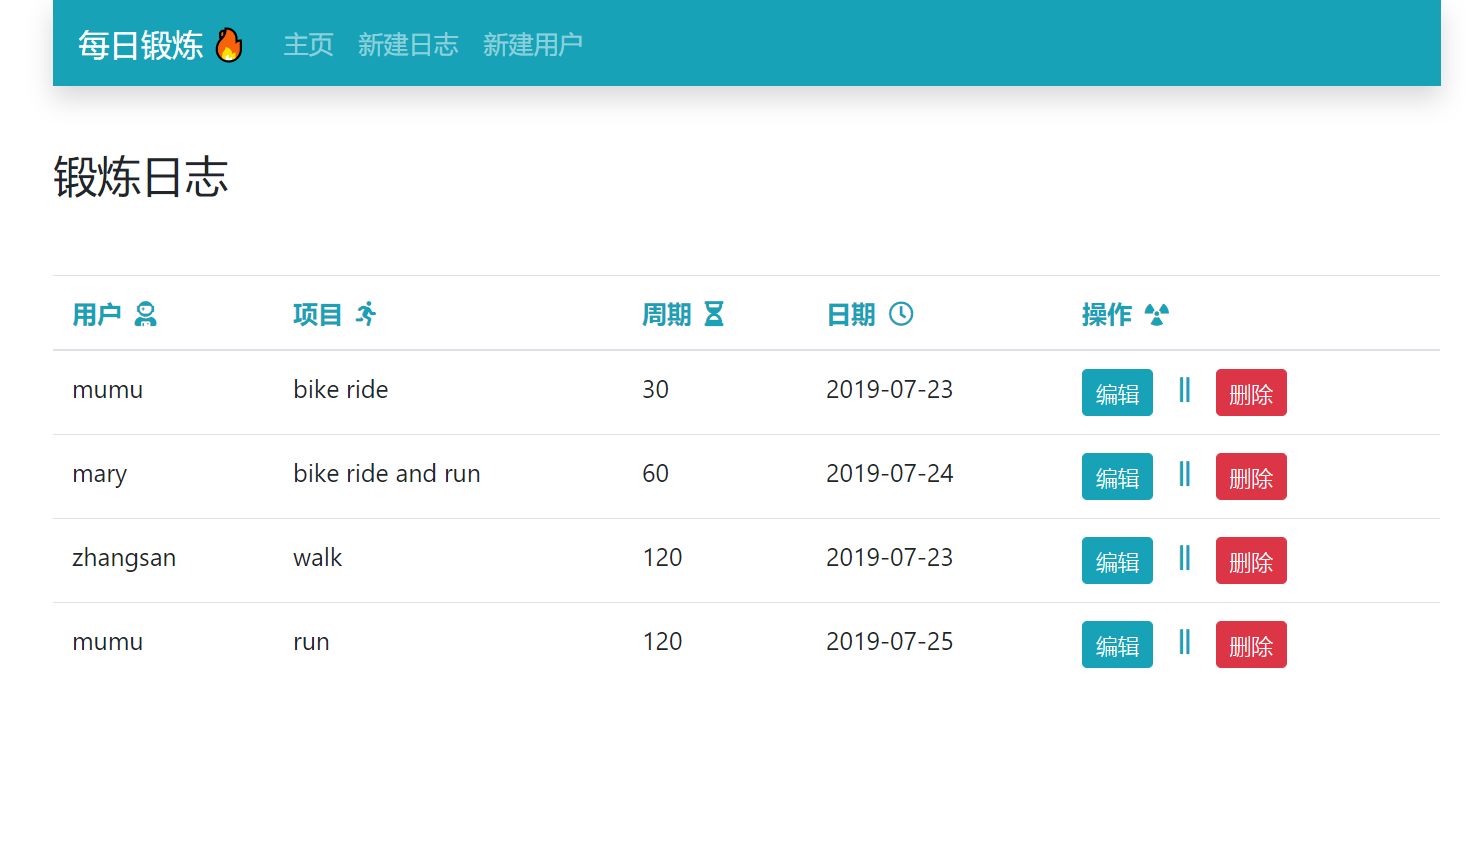 每日锻炼 主页 新建日志 新建用户
锻炼日志
用户 项目 周期 日期 操作
mumu bike ride 30 2019-07-23 编辑 || 删除
mary bike ride and run 60 2019-07-24 编辑 || 删除
zhangsan walk 120 2019-07-23 编辑 || 删除
mumu run 120 2019-07-25 编辑 || 删除